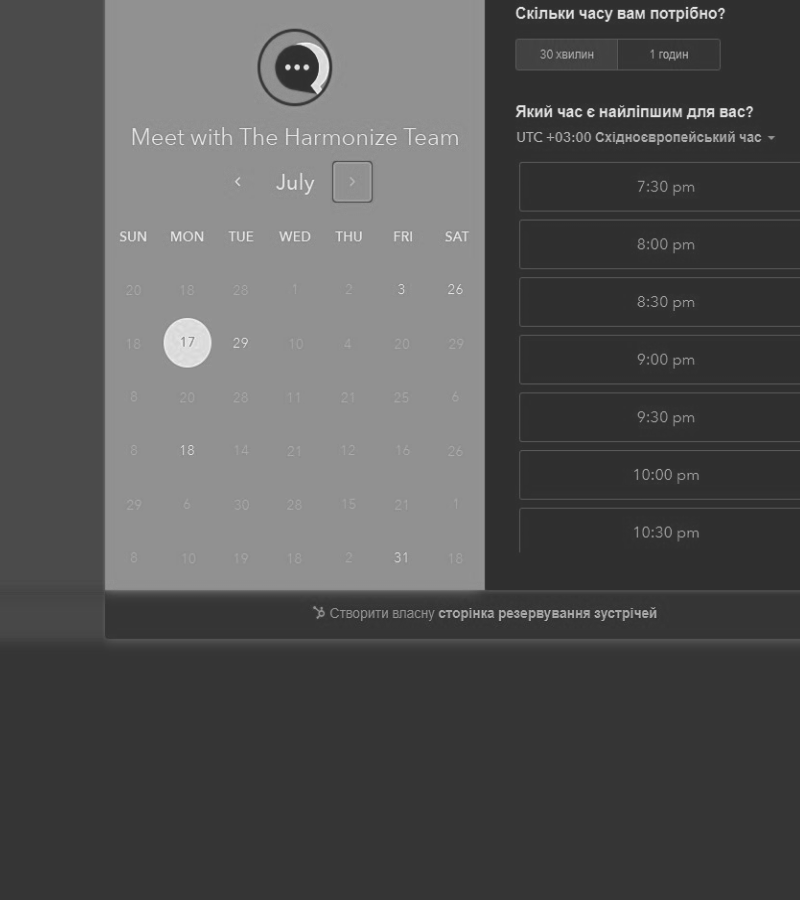 Meet with The Harmonize Team
July
SUN MON TUE WED THU FRI SAT
20 18 28 1 2 3 26
18 17 29 10 4 20 29
8 20 28 11 21 25 6
8 18 14 21 12 16 26
29 6 30 28 15 21 1
8 10 19 18 2 31 18
Скільки часу вам потрібно?
30 хвилин 1 годин
Який час є найліпшим для вас?
UTC +03:00 Східноєвропейський час
7:30 pm
8:00 pm
8:30 pm
9:00 pm
9:30 pm
10:00 pm
10:30 pm
Створити власну сторінка резервування зустрічей